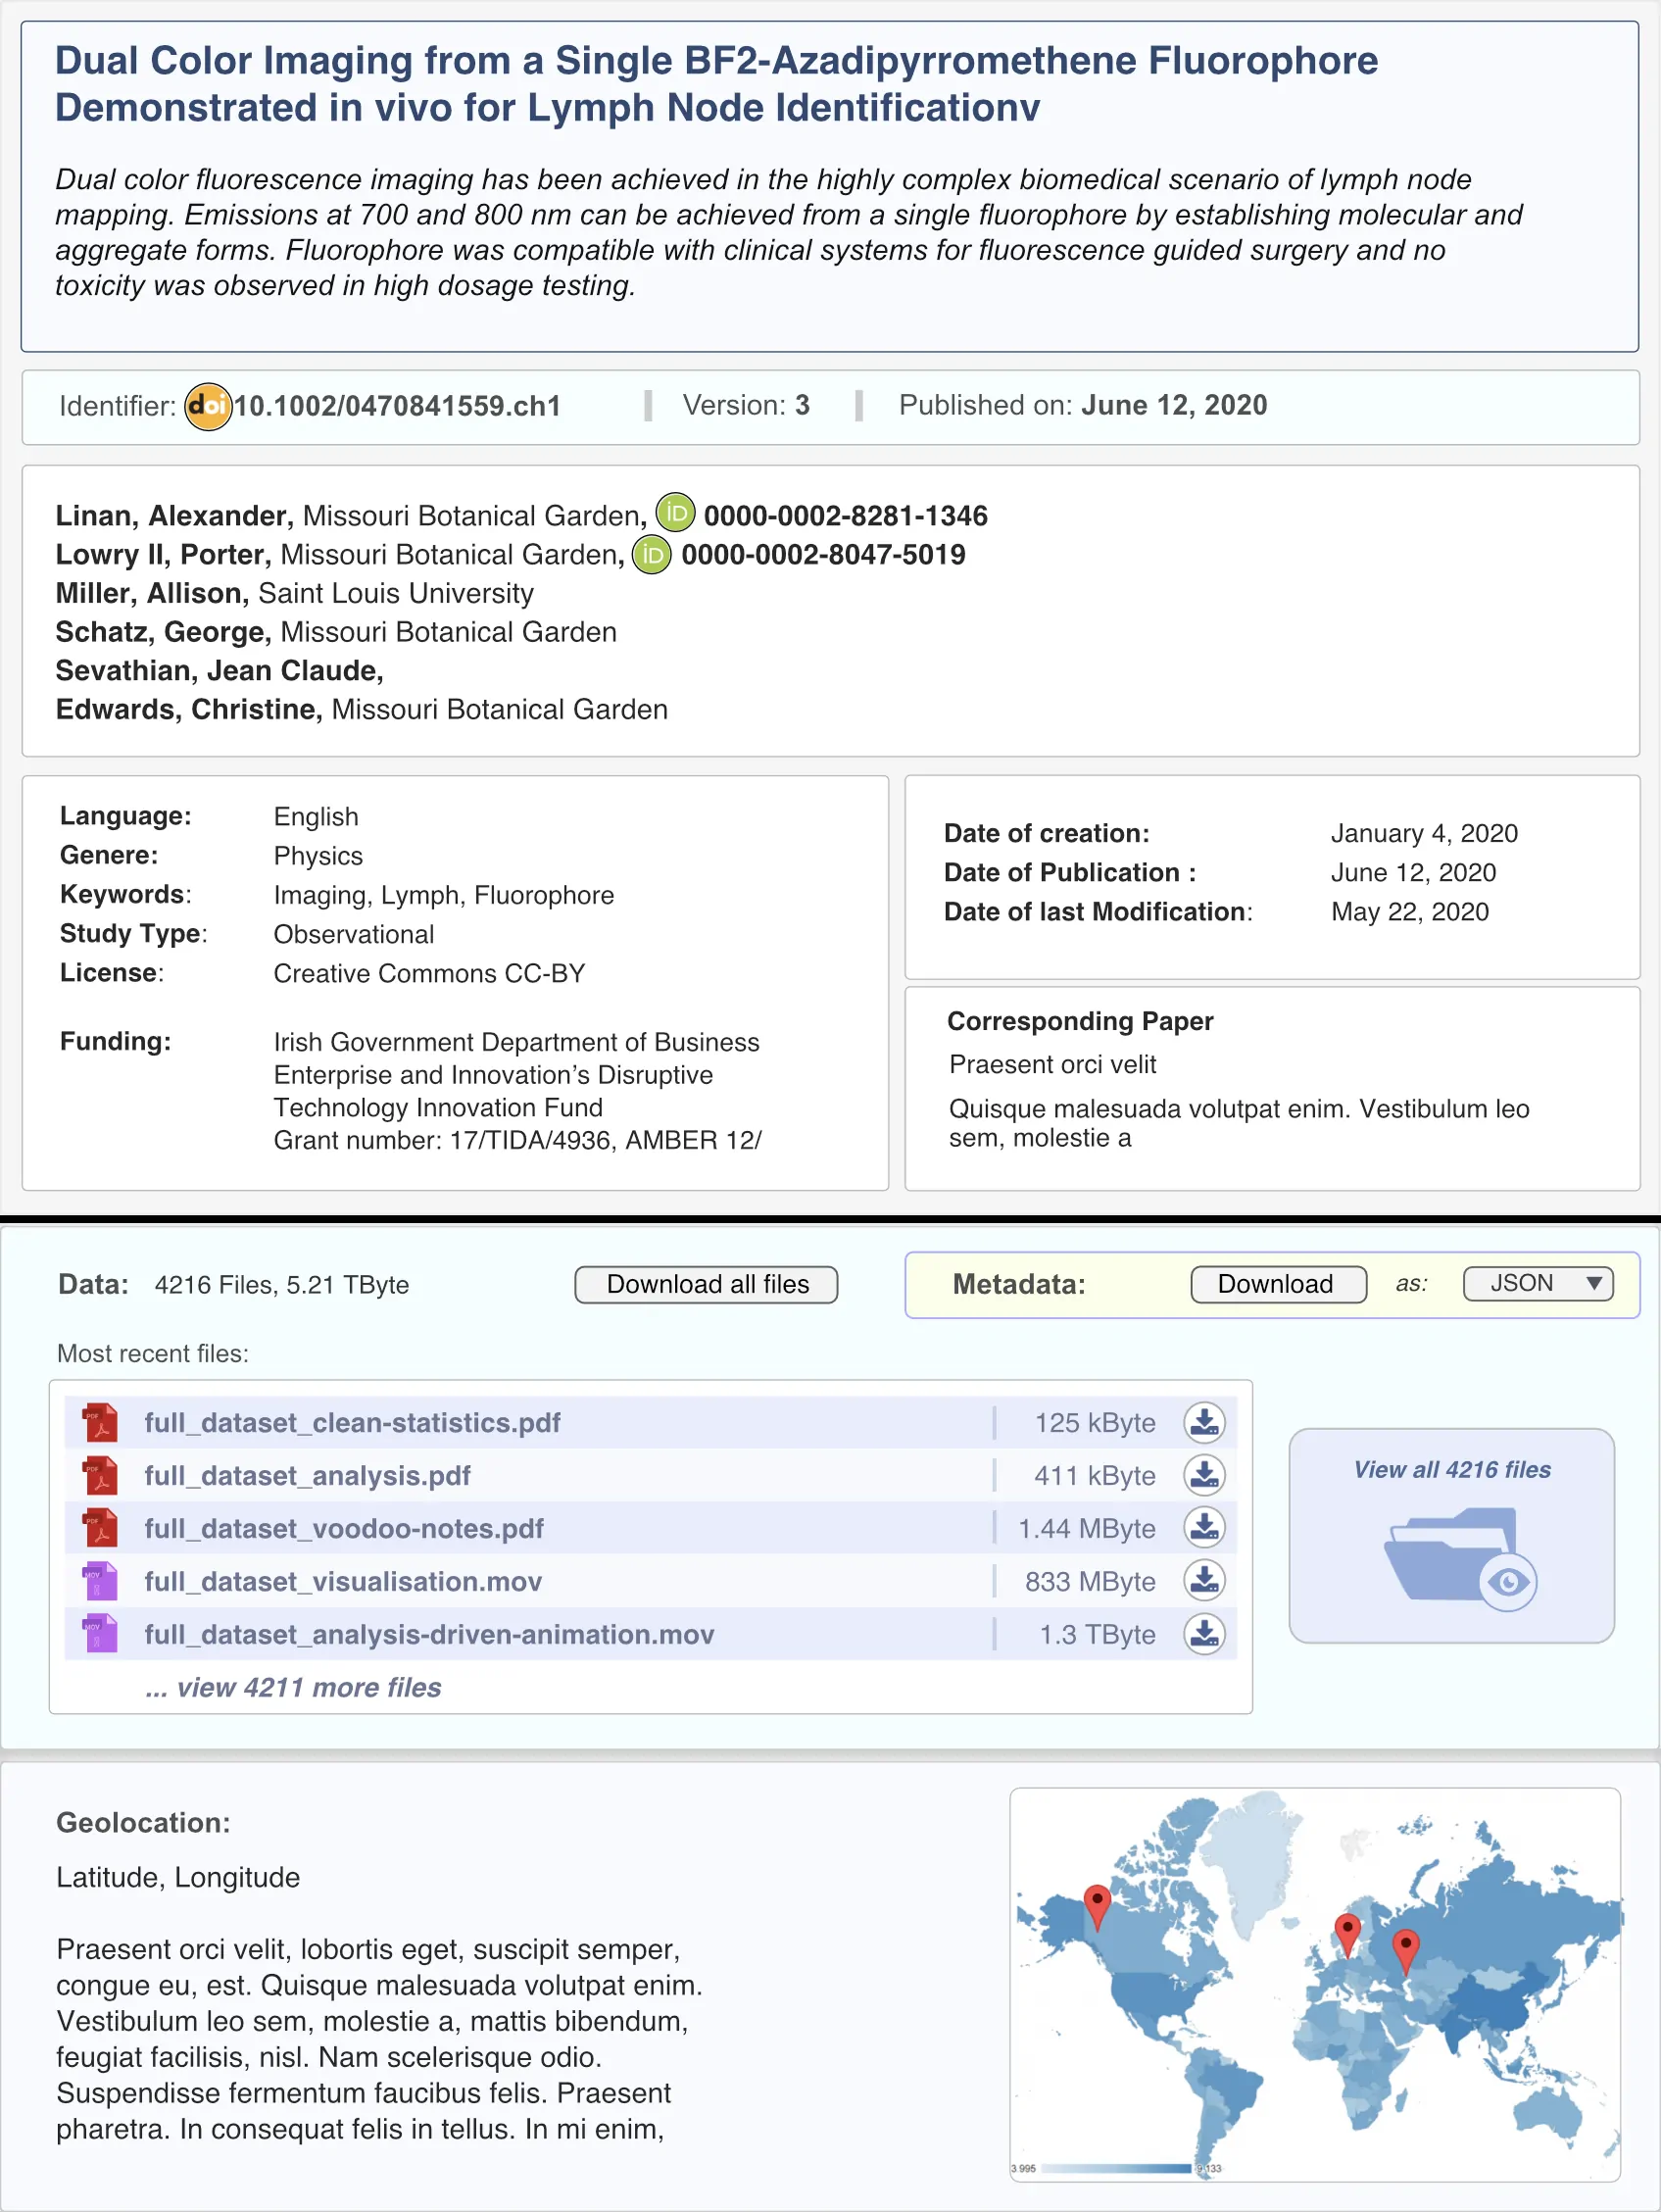 Dual Color Imaging from a Single BF2-Azadipyrromethene Fluorophore
Demonstrated in vivo for Lymph Node Identificationv
Dual color fluorescence imaging has been achieved in the highly complex biomedical scenario of lymph node
mapping. Emissions at 700 and 800 nm can be achieved from a single fluorophore by establishing molecular and
aggregate forms. Fluorophore was compatible with clinical systems for fluorescence guided surgery and no
toxicity was observed in high dosage testing.
Identifier: doi 10.1002/0470841559.ch1 | Version: 3 | Published on: June 12, 2020
Linan, Alexander, Missouri Botanical Garden, iD 0000-0002-8281-1346
Lowry II, Porter, Missouri Botanical Garden, iD 0000-0002-8047-5019
Miller, Allison, Saint Louis University
Schatz, George, Missouri Botanical Garden
Sevathian, Jean Claude,
Edwards, Christine, Missouri Botanical Garden
Language: English
Genere: Physics
Keywords: Imaging, Lymph, Fluorophore
Study Type: Observational
License: Creative Commons CC-BY
Funding: Irish Government Department of Business
Enterprise and Innovation’s Disruptive
Technology Innovation Fund
Grant number: 17/TIDA/4936, AMBER 12/
Date of creation: January 4, 2020
Date of Publication : June 12, 2020
Date of last Modification: May 22, 2020
Corresponding Paper
Praesent orci velit
Quisque malesuada volutpat enim. Vestibulum leo
sem, molestie a
Data: 4216 Files, 5.21 TByte
Download all files
Metadata: Download as: JSON
Most recent files:
PDF full_dataset_clean-statistics.pdf 125 kByte
PDF full_dataset_analysis.pdf 411 kByte
PDF full_dataset_voodoo-notes.pdf 1.44 MByte
MOV full_dataset_visualisation.mov 833 MByte
MOV full_dataset_analysis-driven-animation.mov 1.3 TByte
... view 4211 more files
View all 4216 files
Geolocation:
Latitude, Longitude
Praesent orci velit, lobortis eget, suscipit semper,
congue eu, est. Quisque malesuada volutpat enim.
Vestibulum leo sem, molestie a, mattis bibendum,
feugiat facilisis, nisl. Nam scelerisque odio.
Suspendisse fermentum faucibus felis. Praesent
pharetra. In consequat felis in tellus. In mi enim,
3.995 9.133